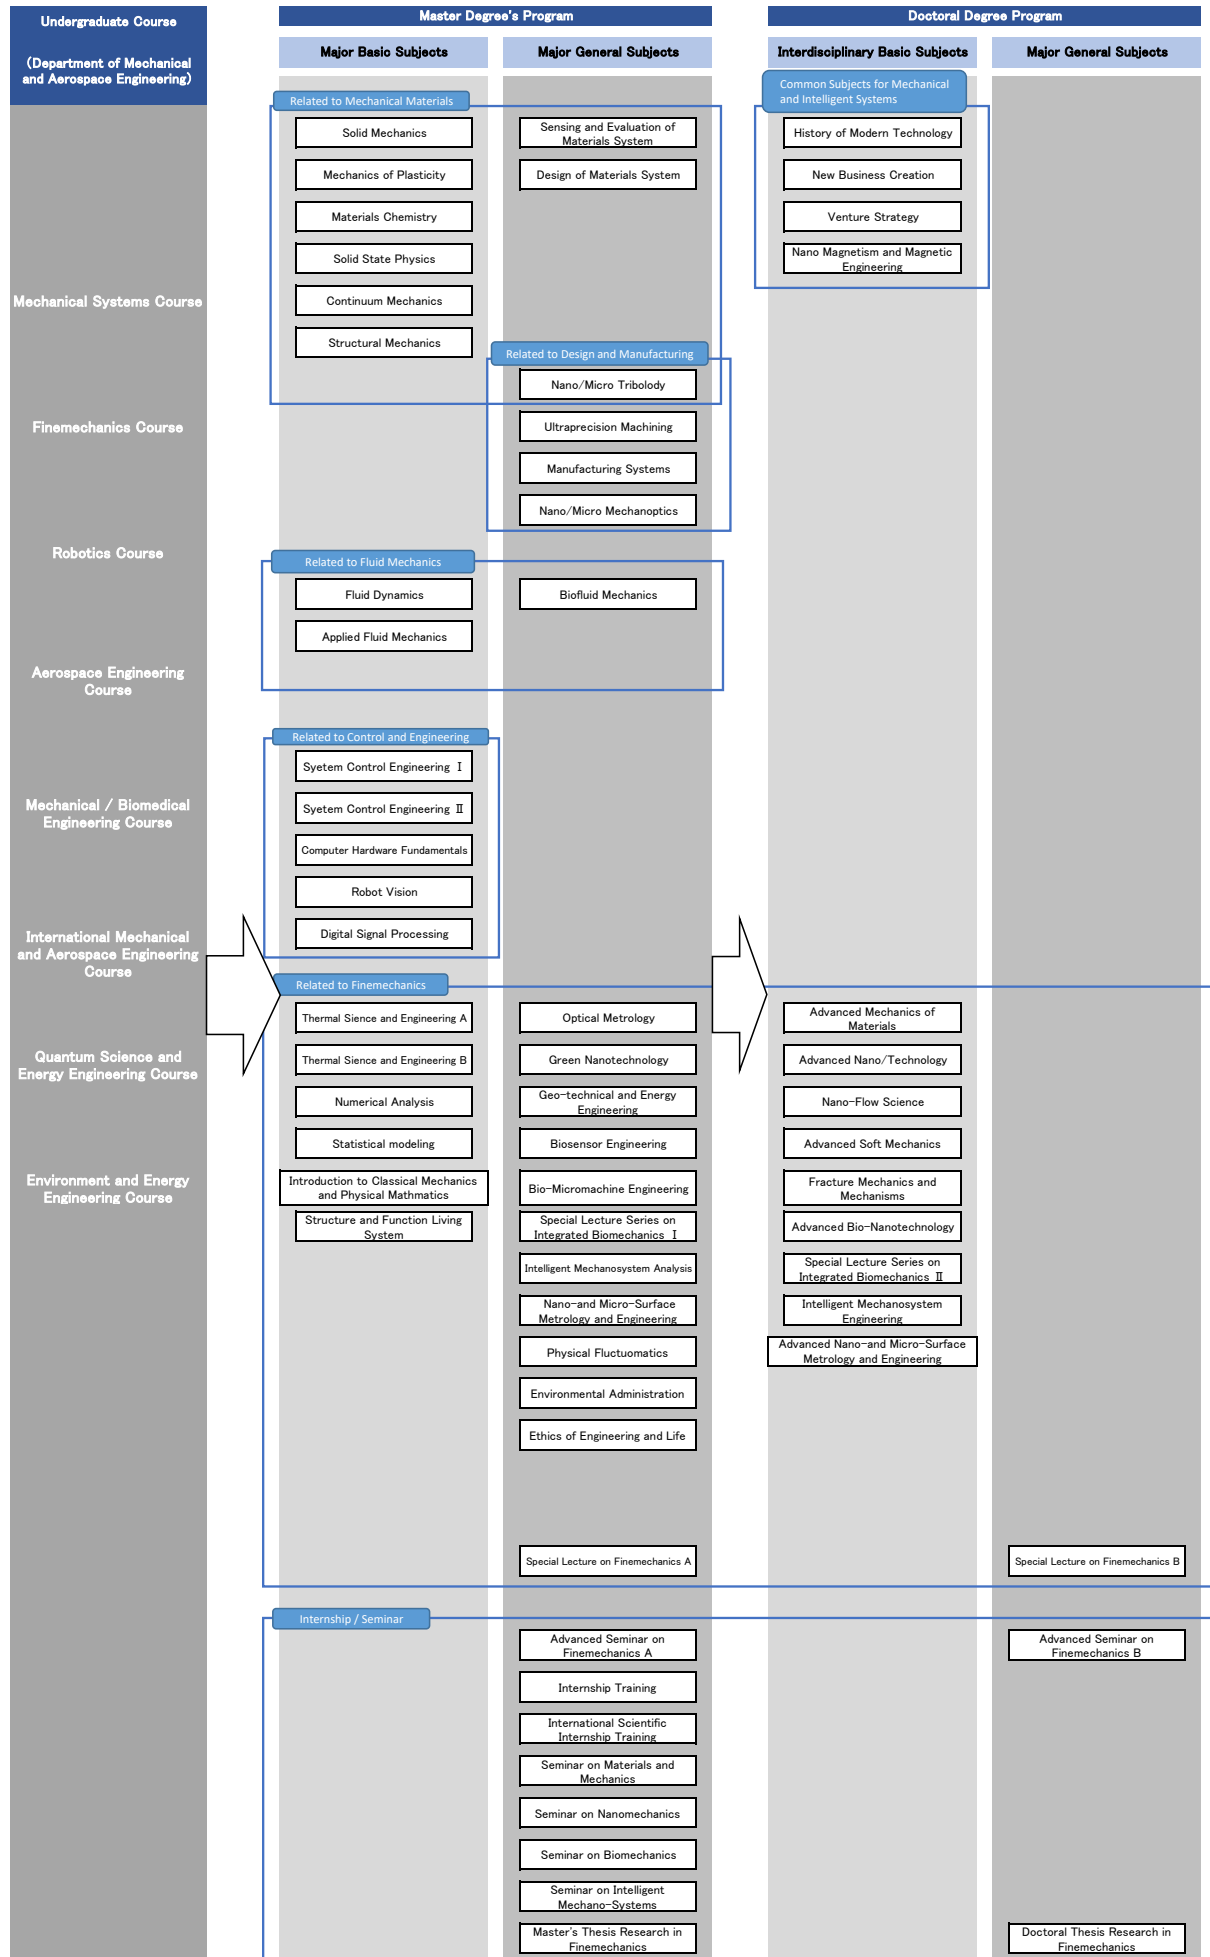 Undergraduate Course
(Department of Mechanical
and Aerospace Engineering)
Mechanical Systems Course
Finemechanics Course
Robotics Course
Aerospace Engineering
Course
Mechanical / Biomedical
Engineering Course
International Mechanical
and Aerospace Engineering
Course
Quantum Science and
Energy Engineering Course
Environment and Energy
Engineering Course
Master Degree's Program
Major Basic Subjects
Major General Subjects
Related to Mechanical Materials
Solid Mechanics
Mechanics of Plasticity
Materials Chemistry
Solid State Physics
Continuum Mechanics
Structural Mechanics
Sensing and Evaluation of
Materials System
Design of Materials System
Related to Design and Manufacturing
Nano/Micro Tribolody
Ultraprecision Machining
Manufacturing Systems
Nano/Micro Mechanoptics
Related to Fluid Mechanics
Fluid Dynamics
Applied Fluid Mechanics
Biofluid Mechanics
Related to Control and Engineering
Syetem Control Engineering Ⅰ
Syetem Control Engineering Ⅱ
Computer Hardware Fundamentals
Robot Vision
Digital Signal Processing
Related to Finemechanics
Thermal Sience and Engineering A
Thermal Sience and Engineering B
Numerical Analysis
Statistical modeling
Introduction to Classical Mechanics
and Physical Mathmatics
Structure and Function Living
System
Optical Metrology
Green Nanotechnology
Geo-technical and Energy
Engineering
Biosensor Engineering
Bio-Micromachine Engineering
Special Lecture Series on
Integrated Biomechanics Ⅰ
Intelligent Mechanosystem Analysis
Nano-and Micro-Surface
Metrology and Engineering
Physical Fluctuomatics
Environmental Administration
Ethics of Engineering and Life
Special Lecture on Finemechanics A
Internship / Seminar
Advanced Seminar on
Finemechanics A
Internship Training
International Scientific
Internship Training
Seminar on Materials and
Mechanics
Seminar on Nanomechanics
Seminar on Biomechanics
Seminar on Intelligent
Mechano-Systems
Master's Thesis Research in
Finemechanics
Doctoral Degree Program
Interdisciplinary Basic Subjects
Major General Subjects
Common Subjects for Mechanical
and Intelligent Systems
History of Modern Technology
New Business Creation
Venture Strategy
Nano Magnetism and Magnetic
Engineering
Advanced Mechanics of
Materials
Advanced Nano/Technology
Nano-Flow Science
Advanced Soft Mechanics
Fracture Mechanics and
Mechanisms
Advanced Bio-Nanotechnology
Special Lecture Series on
Integrated Biomechanics Ⅱ
Intelligent Mechanosystem
Engineering
Advanced Nano-and Micro-Surface
Metrology and Engineering
Special Lecture on Finemechanics B
Advanced Seminar on
Finemechanics B
Doctoral Thesis Research in
Finemechanics